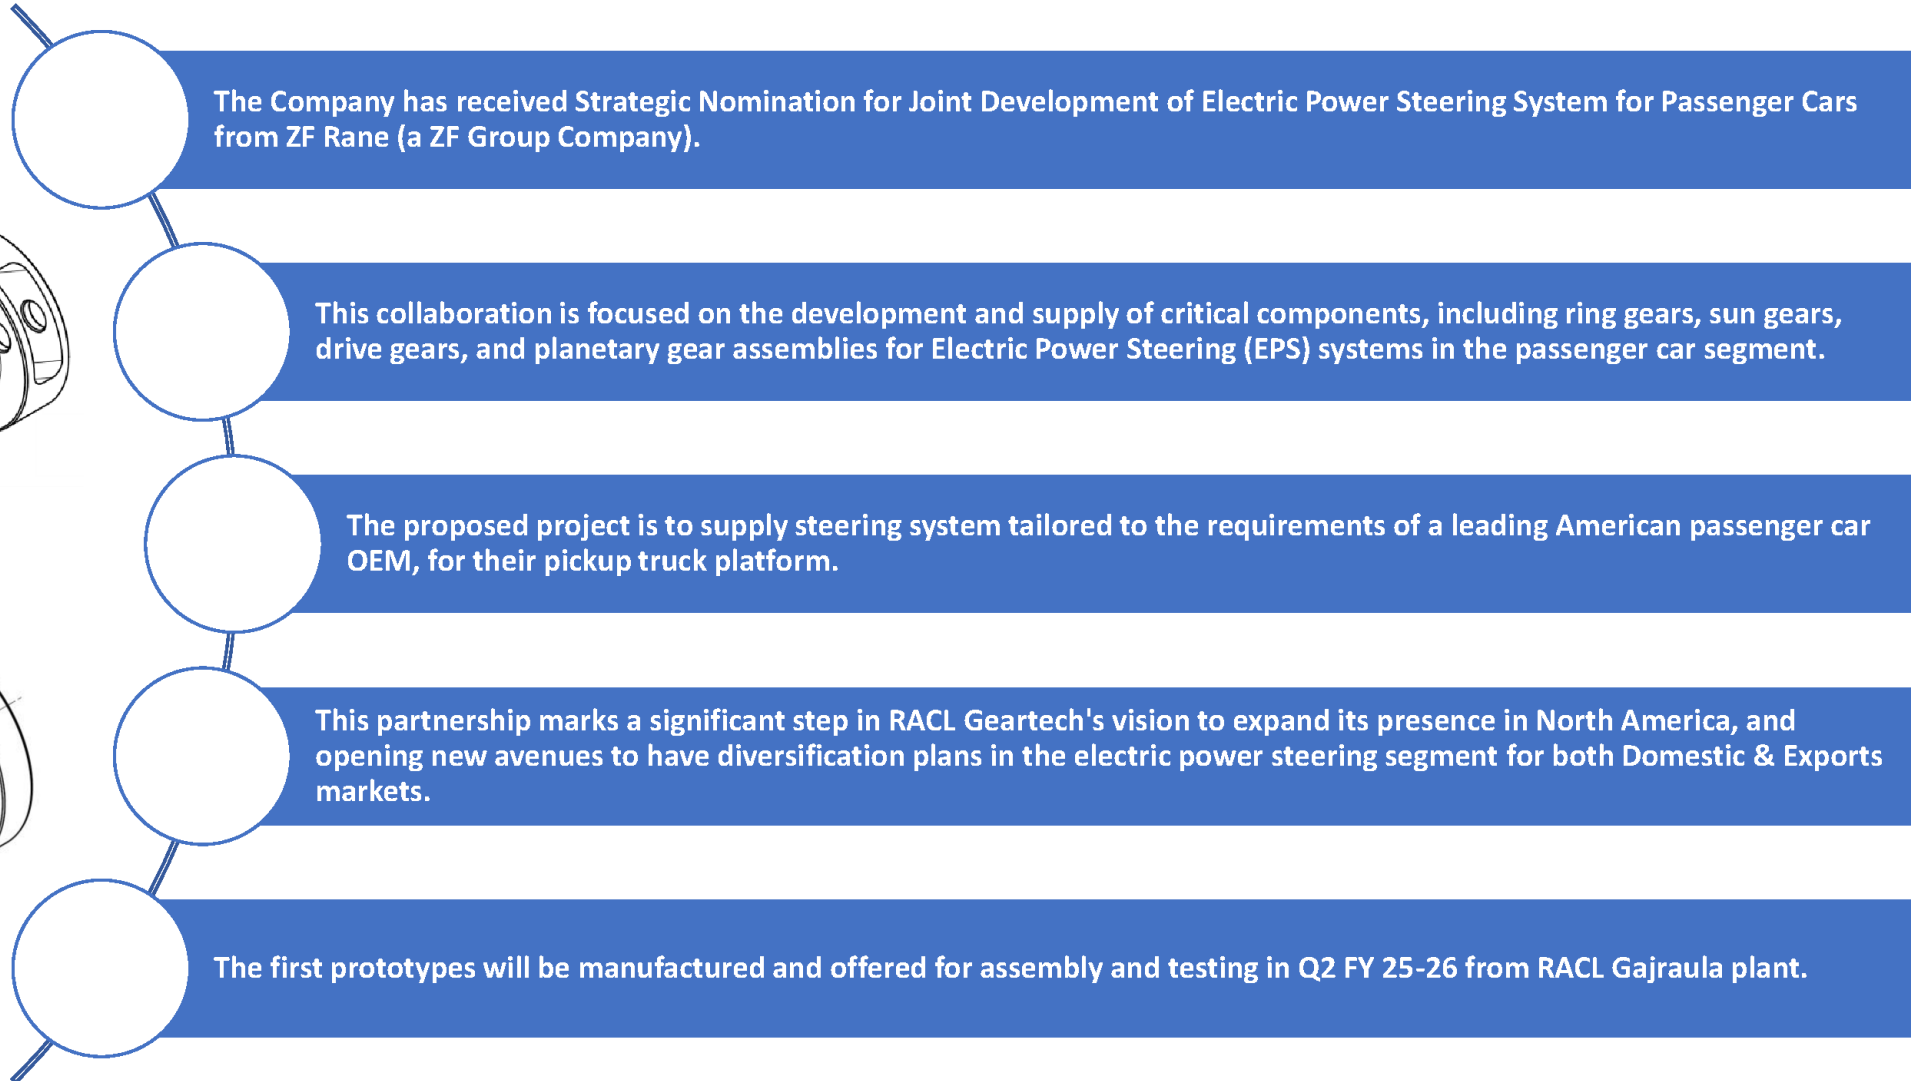 The Company has received Strategic Nomination for Joint Development of Electric Power Steering System for Passenger Cars
from ZF Rane (a ZF Group Company).
This collaboration is focused on the development and supply of critical components, including ring gears, sun gears,
drive gears, and planetary gear assemblies for Electric Power Steering (EPS) systems in the passenger car segment.
The proposed project is to supply steering system tailored to the requirements of a leading American passenger car
OEM, for their pickup truck platform.
This partnership marks a significant step in RACL Geartech's vision to expand its presence in North America, and
opening new avenues to have diversification plans in the electric power steering segment for both Domestic & Exports
markets.
The first prototypes will be manufactured and offered for assembly and testing in Q2 FY 25-26 from RACL Gajraula plant.